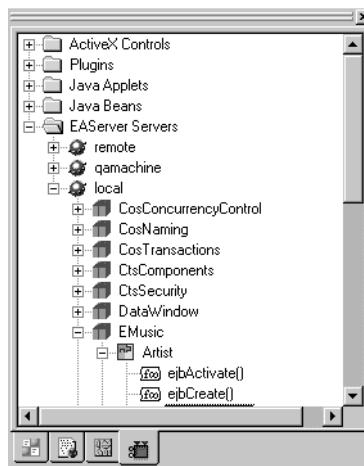 ActiveX Controls
Plugins
Java Applets
Java Beans
EAServer Servers
remote
qamachine
local
CosConcurrencyControl
CosNaming
CosTransactions
CtsComponents
CtsSecurity
DataWindow
EMusic
Artist
ejbActivate()
ejbCreate()